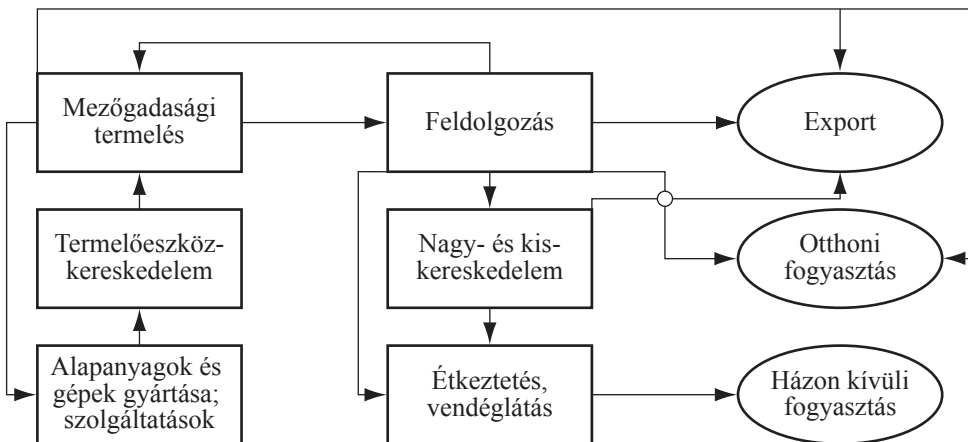 Mezőgadasági
termelés
Feldolgozás
Export
Termelőeszköz-
kereskedelem
Nagy- és kis-
kereskedelem
Otthoni
fogyasztás
Alapanyagok és
gépek gyártása;
szolgáltatások
Étkeztetés,
vendéglátás
Házon kívüli
fogyasztás